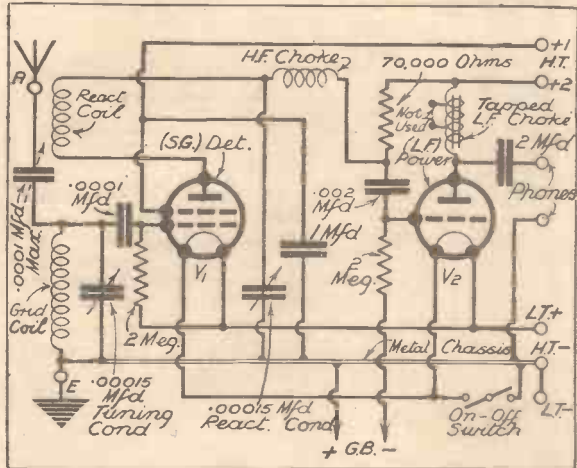 +1
H.F. Choke
70,000 Ohms
H.T.
+2
A
React
Coil
Not
Used
Tapped
L.F. Choke
(S.G.) Det.
(L.F.)
Power
2 Mfd
.0001
Mfd
.002
Mfd
Phones
.0001 Mfd
Max.
1 Mfd
Grid
Coil
V1
V2
2
Meg.
2 Meg.
LT.+
Metal Chassis
H.T.-
E
.00015
Mfd
Tuning
Cond
.00015 Mfd
React. Cond
On-Off
Switch
LT-
+ G.B. -